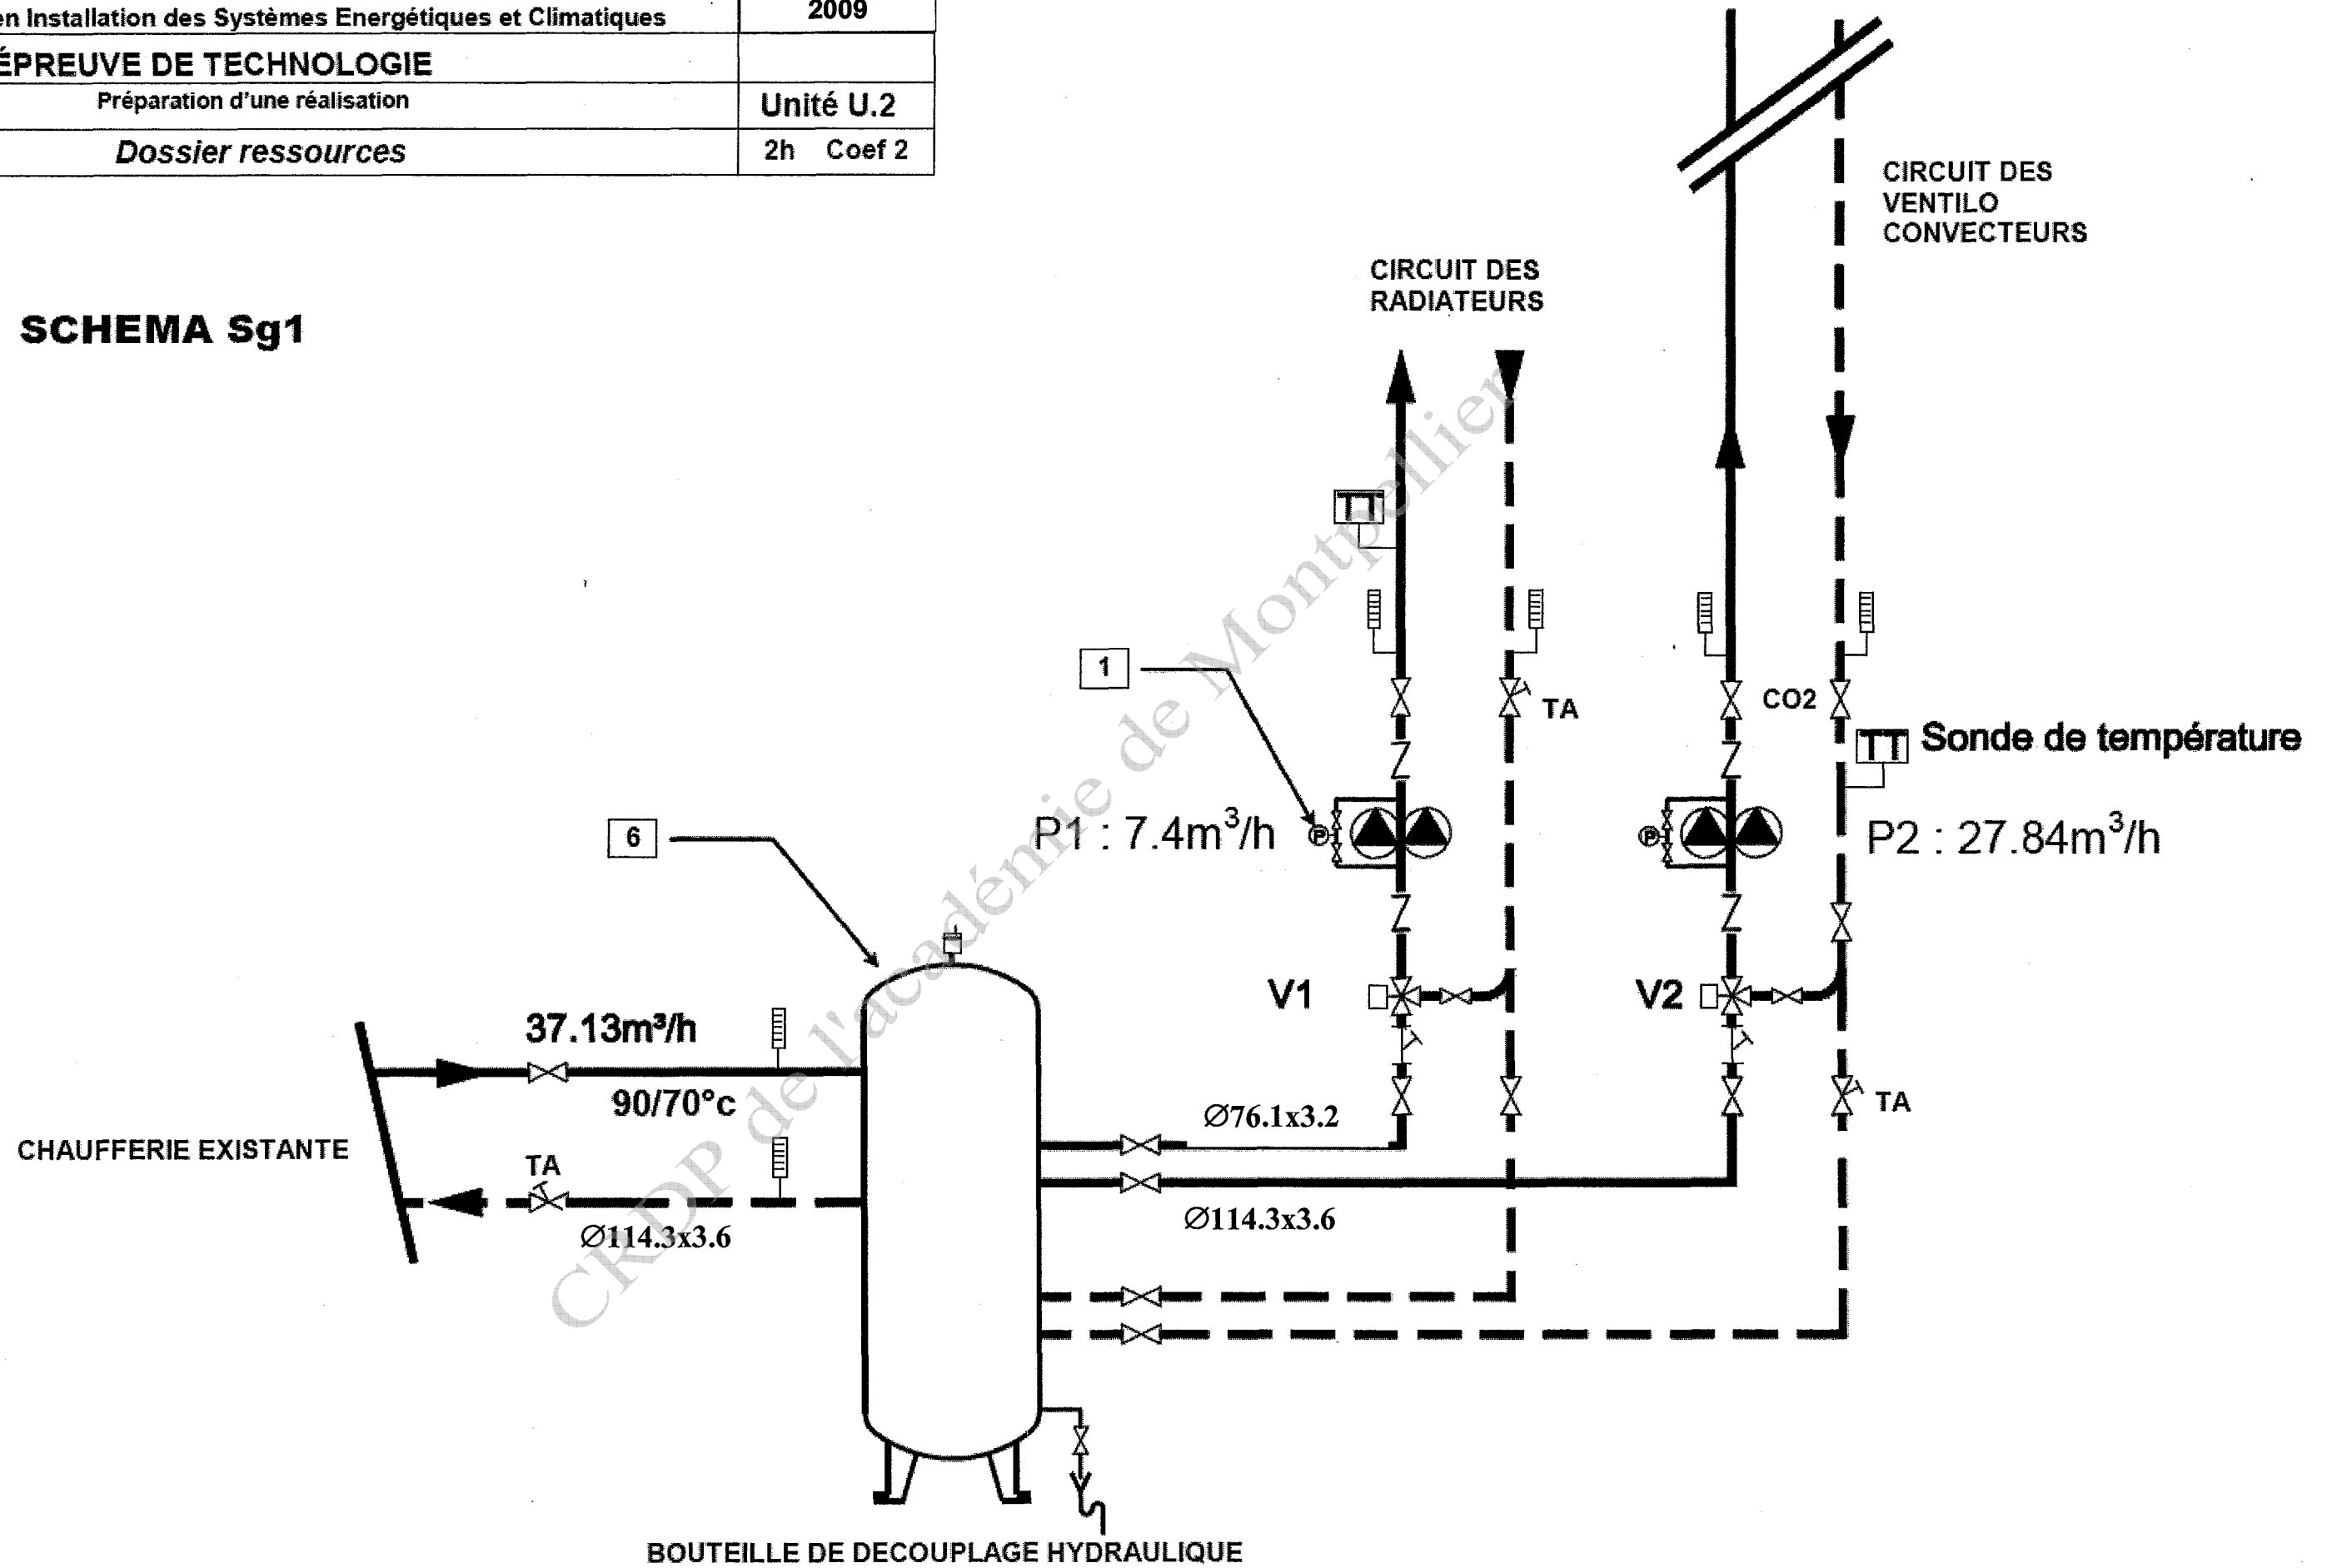 en Installation des Systèmes Energétiques et Climatiques
2009
ÉPREUVE DE TECHNOLOGIE
Préparation d'une réalisation
Unité U.2
Dossier ressources
2h Coef 2
SCHEMA Sg1
CIRCUIT DES
VENTILO
CONVECTEURS
CIRCUIT DES
RADIATEURS
TT
1
TA
CO2
TT Sonde de température
6
P1 : 7.4m³/h
P
P
P2 : 27.84m³/h
V1
V2
37.13m³/h
90/70°c
TA
CHAUFFERIE EXISTANTE
TA
∅76.1x3.2
∅114.3x3.6
∅114.3x3.6
BOUTEILLE DE DECOUPLAGE HYDRAULIQUE
CRDP de l'académie de Montpellier